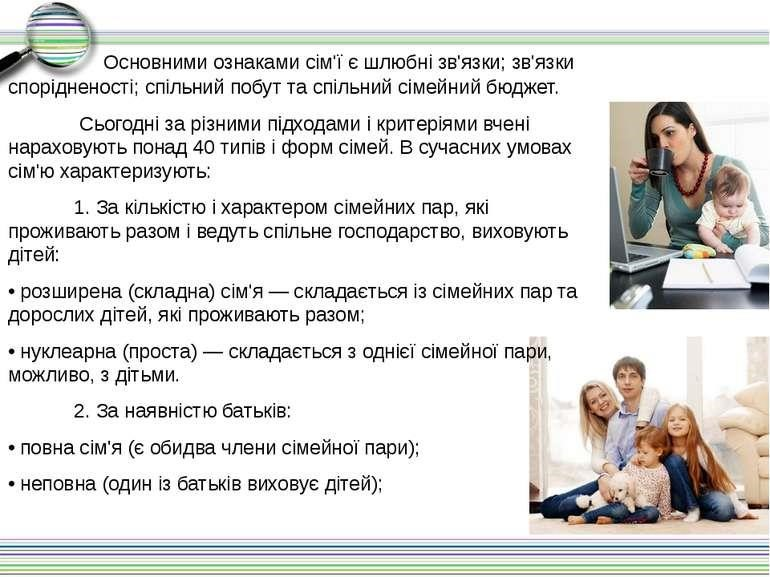 Основними ознаками сім'ї є шлюбні зв'язки; зв'язки
спорідненості; спільний побут та спільний сімейний бюджет.
Сьогодні за різними підходами і критеріями вчені
нараховують понад 40 типів і форм сімей. В сучасних умовах
сім'ю характеризують:
1. За кількістю і характером сімейних пар, які
проживають разом і ведуть спільне господарство, виховують
дітей:
• розширена (складна) сім'я — складається із сімейних пар та
дорослих дітей, які проживають разом;
• нуклеарна (проста) — складається з однієї сімейної пари,
можливо, з дітьми.
2. За наявністю батьків:
• повна сім'я (є обидва члени сімейної пари);
• неповна (один із батьків виховує дітей);